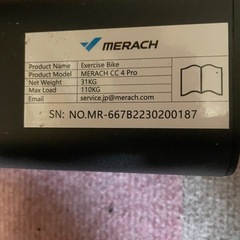 MERACH
Product Name Exercise Bike
Product Model MERACH CC 4 Pro
Net Weight 31KG
Max Load 110KG
Email service.jp@merach.com
SN: NO.MR-667B2230200187